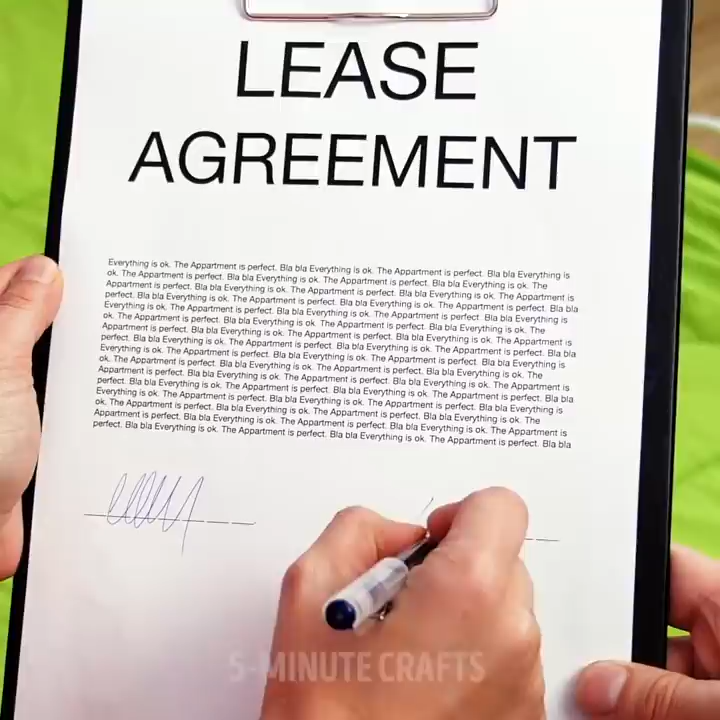 LEASE
AGREEMENT
Everything is ok. The Appartment is perfect. Bla bla Everything is ok. The Appartment is perfect. Bla bla Everything is
ok. The Appartment is perfect. Bla bla Everything is ok. The Appartment is perfect. Bla bla Everything is ok. The
Appartment is perfect. Bla bla Everything is ok. The Appartment is perfect. Bla bla Everything is ok. The Appartment is
perfect. Bla bla Everything is ok. The Appartment is perfect. Bla bla Everything is ok. The Appartment is perfect. Bla bla
Everything is ok. The Appartment is perfect. Bla bla Everything is ok. The Appartment is perfect. Bla bla Everything is
ok. The Appartment is perfect. Bla bla Everything is ok. The Appartment is perfect. Bla bla Everything is ok. The
Appartment is perfect. Bla bla Everything is ok. The Appartment is perfect. Bla bla Everything is ok. The Appartment is
perfect. Bla bla Everything is ok. The Appartment is perfect. Bla bla Everything is ok. The Appartment is perfect. Bla bla
Everything is ok. The Appartment is perfect. Bla bla Everything is ok. The Appartment is perfect. Bla bla Everything is
ok. The Appartment is perfect. Bla bla Everything is ok. The Appartment is perfect. Bla bla Everything is ok. The
Appartment is perfect. Bla bla Everything is ok. The Appartment is perfect. Bla bla Everything is ok. The Appartment is
perfect. Bla bla Everything is ok. The Appartment is perfect. Bla bla Everything is ok. The Appartment is perfect. Bla bla
Everything is ok. The Appartment is perfect. Bla bla Everything is ok. The Appartment is perfect. Bla bla Everything is
ok. The Appartment is perfect. Bla bla Everything is ok. The Appartment is perfect. Bla bla Everything is ok. The
Appartment is perfect. Bla bla Everything is ok. The Appartment is perfect. Bla bla Everything is ok. The Appartment is
perfect. Bla bla Everything is ok. The Appartment is perfect. Bla bla Everything is ok. The Appartment is perfect. Bla bla
5-MINUTE CRAFTS